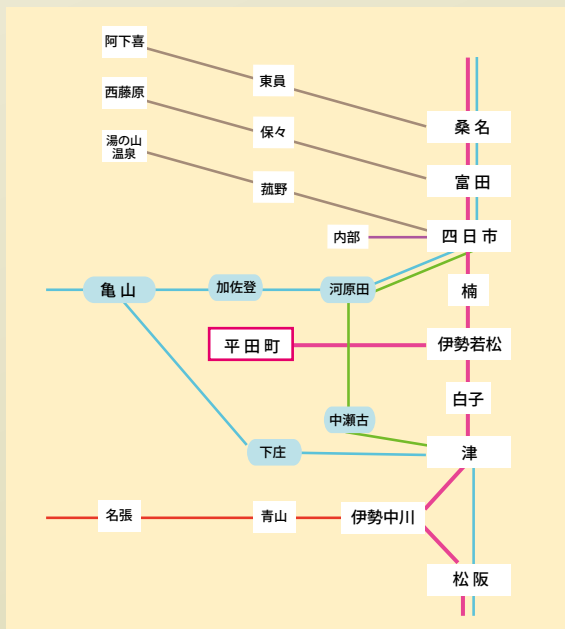 阿下喜
東員
桑名
西藤原
保々
富田
湯の山
温泉
菰野
四日市
内部
亀山
加佐登
河原田
楠
平田町
伊勢若松
白子
中瀬古
下庄
津
名張
青山
伊勢中川
松阪